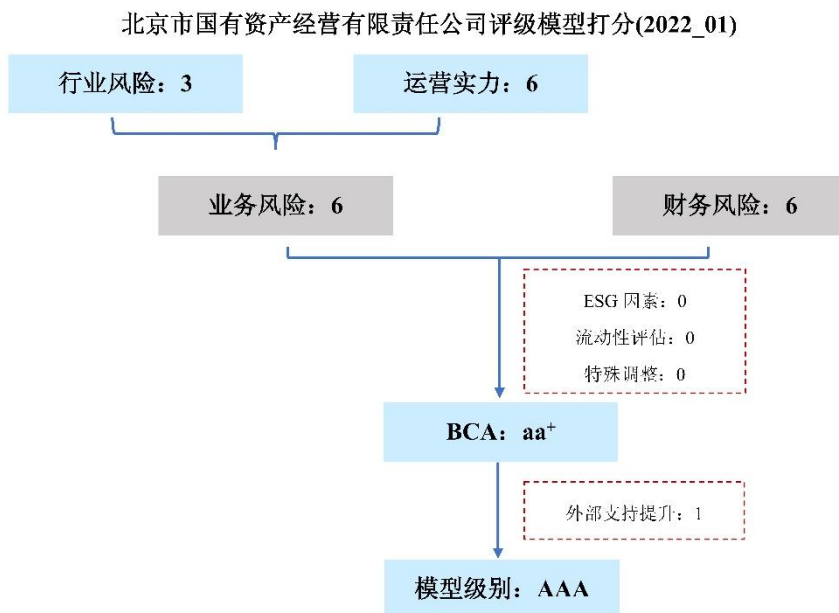 北京市国有资产经营有限责任公司评级模型打分(2022_01)
行业风险：3
运营实力：6
业务风险：6
财务风险：6
ESG 因素：0
流动性评估：0
特殊调整：0
BCA：aa⁺
外部支持提升：1
模型级别：AAA